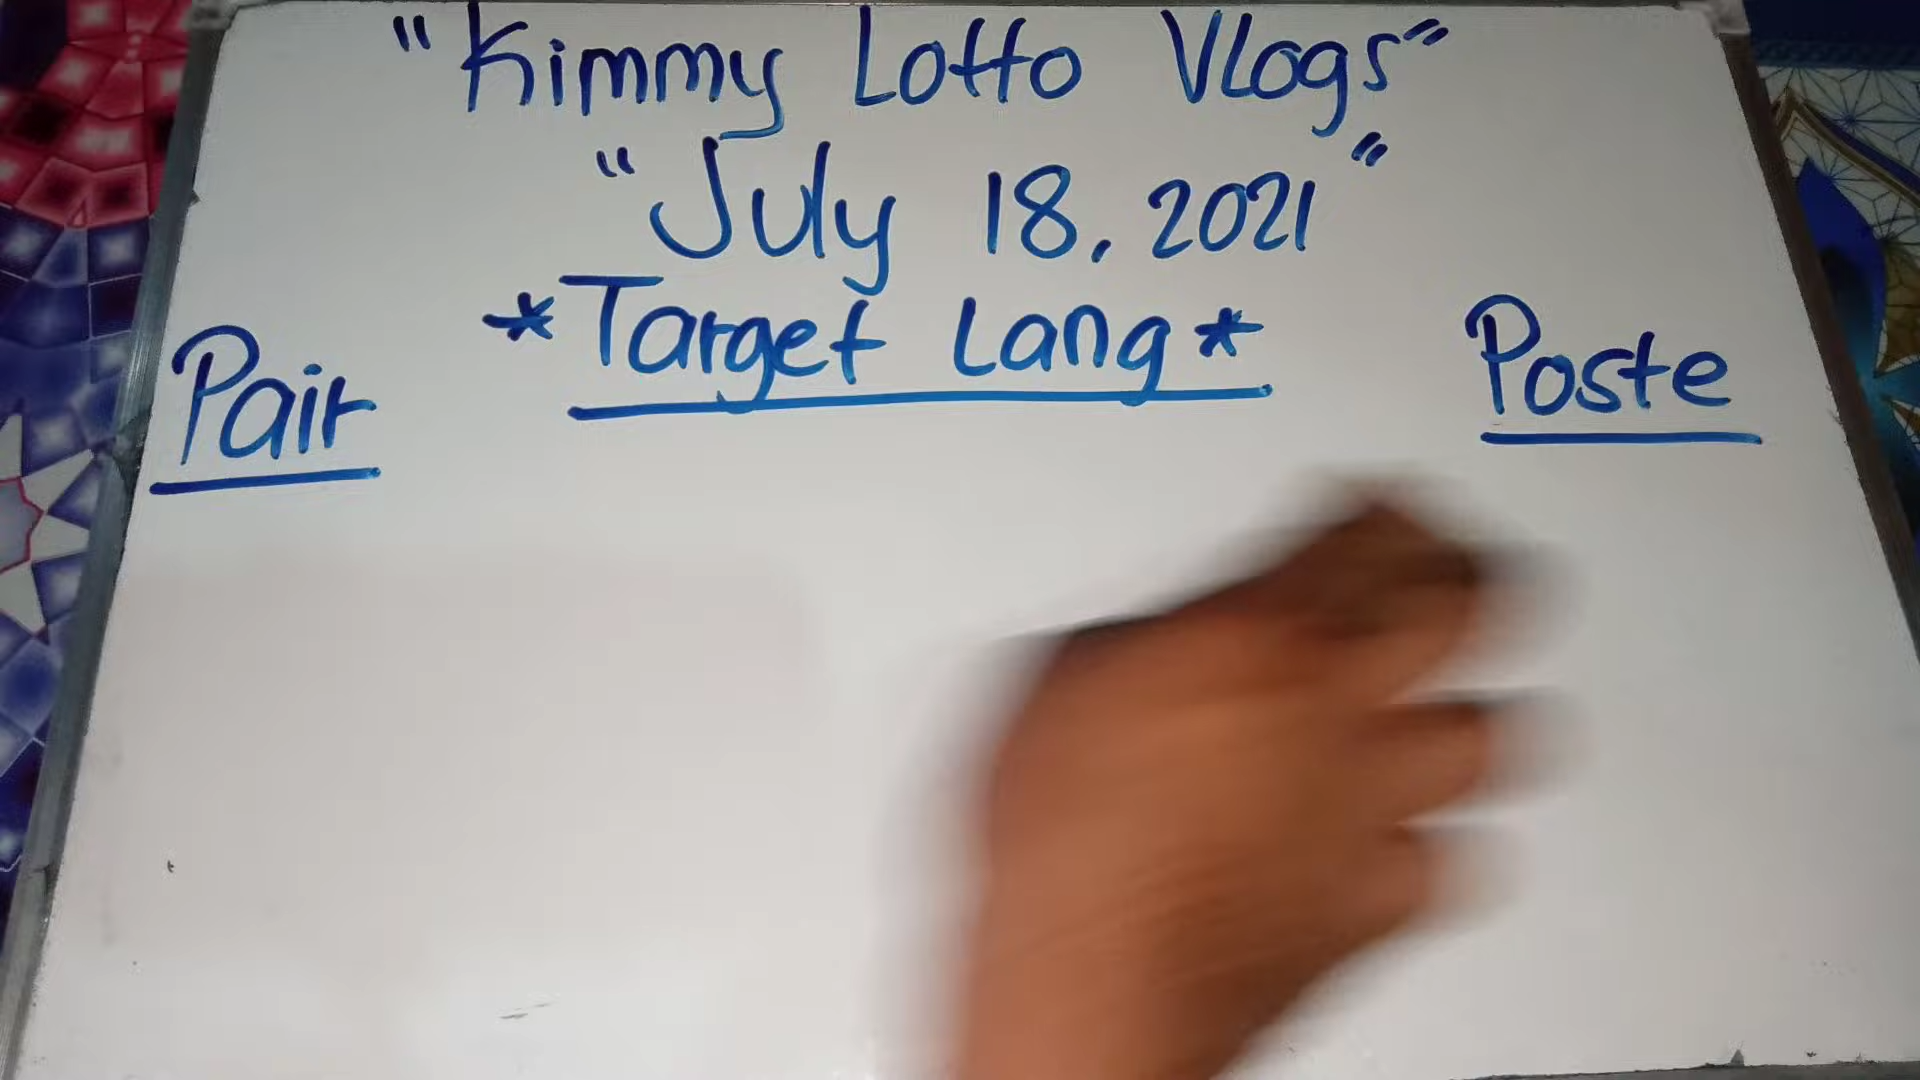 "Kimmy Lotto Vlogs"
"July 18, 2021"
*Target Lang*
Pair
Poste